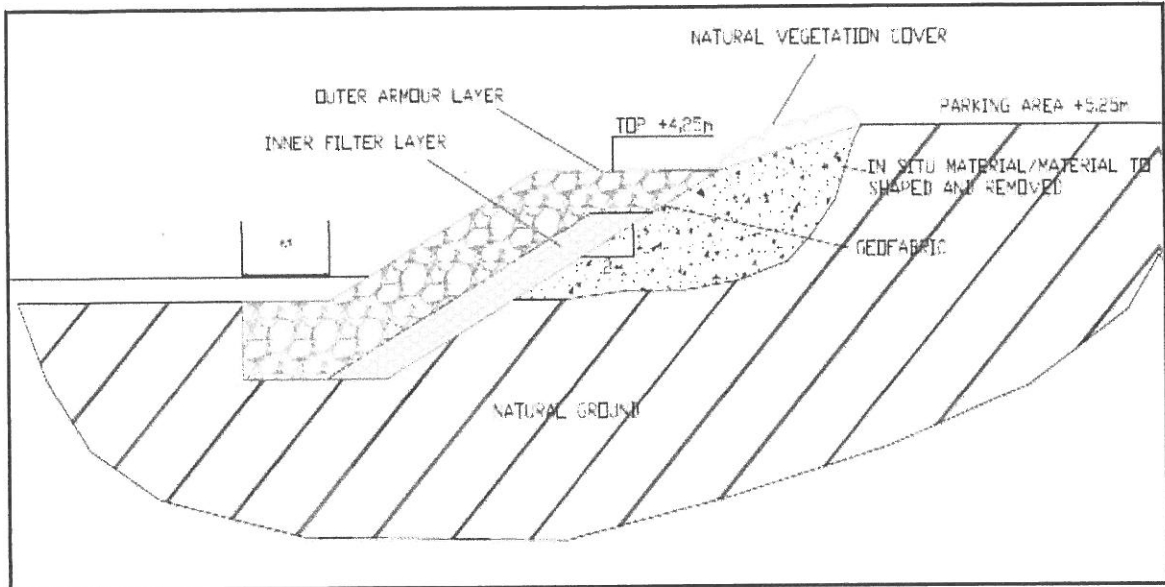 NATURAL VEGETATION COVER
OUTER ARMOUR LAYER
TOP +4,25m
PARKING AREA +5,25m
INNER FILTER LAYER
IN SITU MATERIAL/MATERIAL TO
SHAPED AND REMOVED
GEOFABRIC
NATURAL GROUND